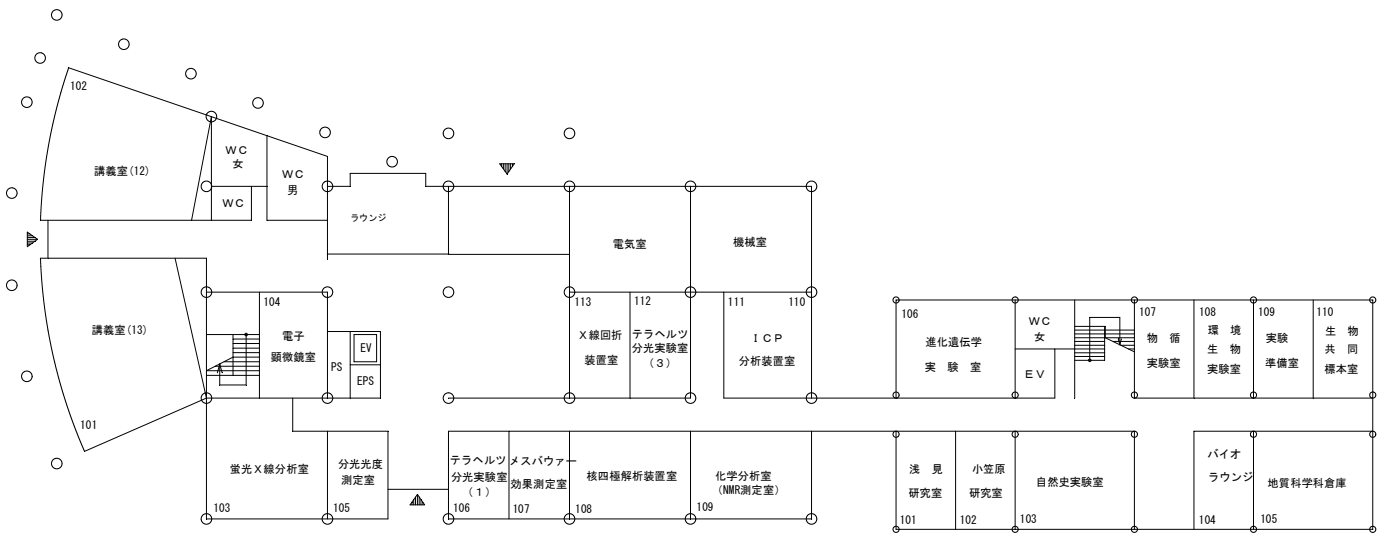 102
講義室(12)
WC
女
WC
男
WC
ラウンジ
電気室
機械室
講義室(13)
101
104
電子
顕微鏡室
PS
EV
EPS
113
X線回折
装置室
112
テラヘルツ
分光実験室
(3)
111
110
ICP
分析装置室
蛍光X線分析室
103
分光光度
測定室
105
テラヘルツ
分光実験室
(1)
106
メスバウァー
効果測定室
107
核四極解析装置室
108
化学分析室
(NMR測定室)
109
106
進化遺伝学
実験室
WC
女
EV
107
物循
実験室
108
環境
生物
実験室
109
実験
準備室
110
生物
共同
標本室
浅見
研究室
101
小笠原
研究室
102
自然史実験室
103
バイオ
ラウンジ
104
地質科学科倉庫
105